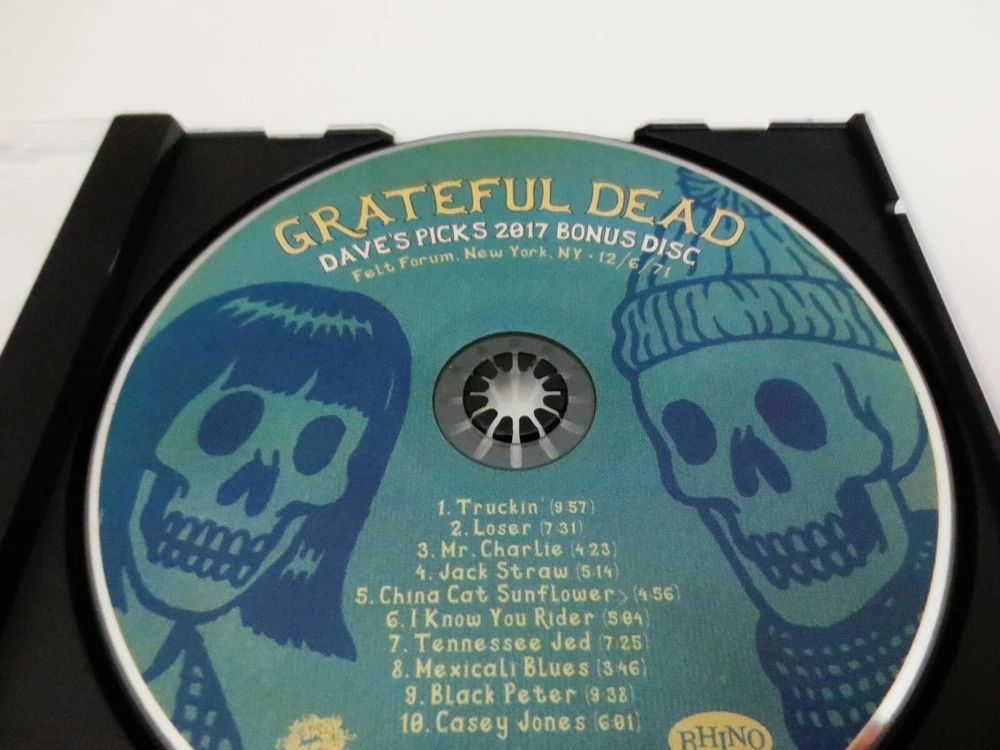 GRATEFUL DEAD
DAVE'S PICKS 2017 BONUS DISC
Felt Forum, New York, NY • 12/6/71
1. Truckin' (9:57)
2. Loser (7:31)
3. Mr. Charlie (4:23)
4. Jack Straw (5:14)
5. China Cat Sunflower > (4:56)
6. I Know You Rider (5:04)
7. Tennessee Jed (7:25)
8. Mexicali Blues (3:46)
9. Black Peter (9:38)
10. Casey Jones (6:01)
RHINO